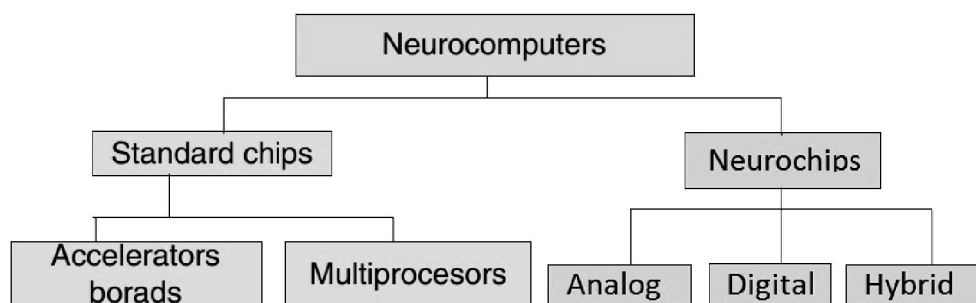 Neurocomputers
Standard chips
Neurochips
Accelerators
borads
Multiprocesors
Analog
Digital
Hybrid